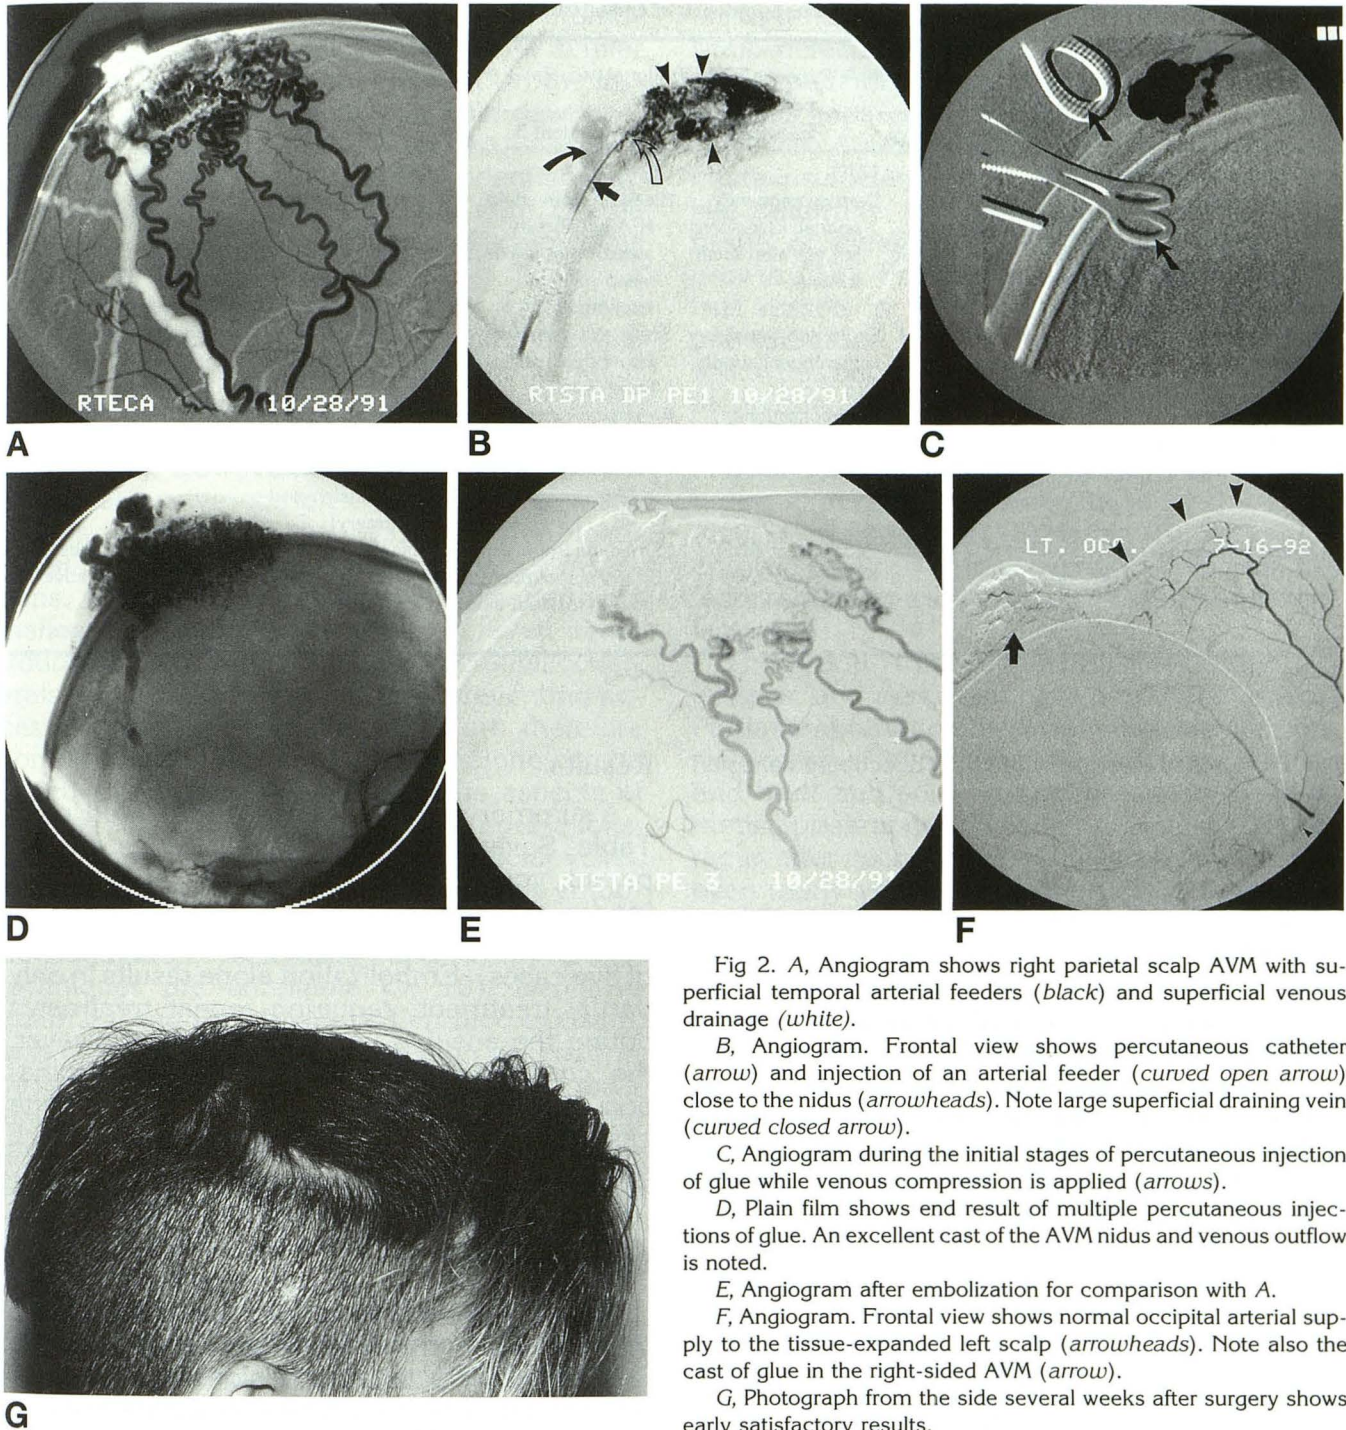 RTECA 10/28/91
A
RTSTA DP PE1 10/28/91
B
C
D
RTSTA PE 3 10/28/91
E
LT. OCC. 7-16-92
F
G
Fig 2. A, Angiogram shows right parietal scalp AVM with su-
perficial temporal arterial feeders (black) and superficial venous
drainage (white).
B, Angiogram. Frontal view shows percutaneous catheter
(arrow) and injection of an arterial feeder (curved open arrow)
close to the nidus (arrowheads). Note large superficial draining vein
(curved closed arrow).
C, Angiogram during the initial stages of percutaneous injection
of glue while venous compression is applied (arrows).
D, Plain film shows end result of multiple percutaneous injec-
tions of glue. An excellent cast of the AVM nidus and venous outflow
is noted.
E, Angiogram after embolization for comparison with A.
F, Angiogram. Frontal view shows normal occipital arterial sup-
ply to the tissue-expanded left scalp (arrowheads). Note also the
cast of glue in the right-sided AVM (arrow).
G, Photograph from the side several weeks after surgery shows
early satisfactory results.